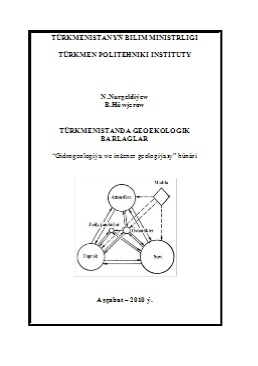 TÜRKMENISTANYŇ BILIM MINISTRLIGI
TÜRKMEN POLITEHNIKI INSTITUTY
N.Nurgeldiýew
B.Hüwjerow
TÜRKMENISTANDA GEOEKOLOGIK
BARLAGLAR
"Gidrogeologiýa we inžener geologiýasy" hünäri
Atmosfera
Toprak
Suw
Aşgabat – 2010 ý.